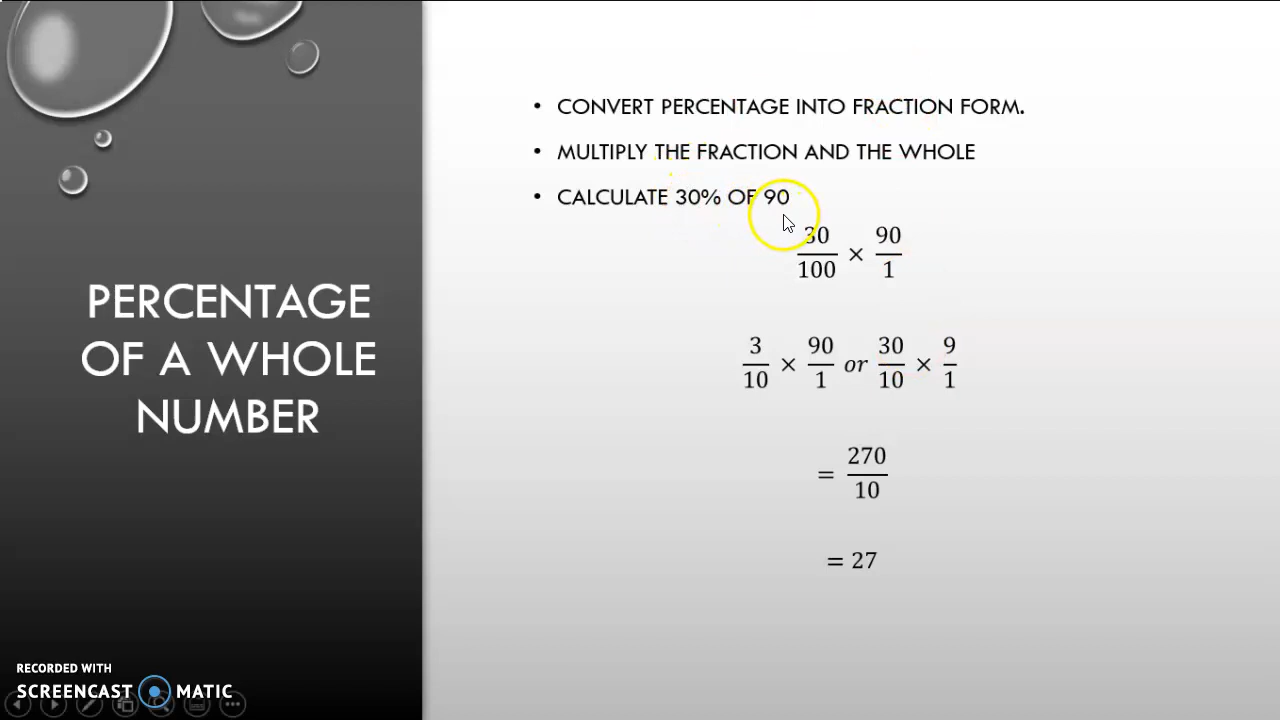 PERCENTAGE
OF A WHOLE
NUMBER
• CONVERT PERCENTAGE INTO FRACTION FORM.
• MULTIPLY THE FRACTION AND THE WHOLE
• CALCULATE 30% OF 90
30/100 × 90/1
3/10 × 90/1 or 30/10 × 9/1
= 270/10
= 27
RECORDED WITH
SCREENCAST MATIC